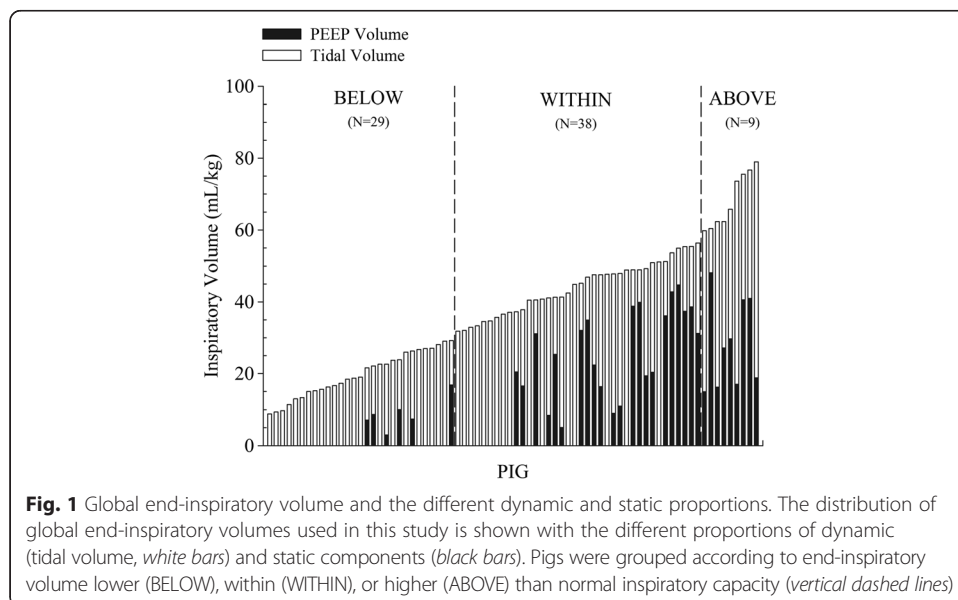 PEEP Volume
Tidal Volume
BELOW
(N=29)
WITHIN
(N=38)
ABOVE
(N=9)
100
80
60
40
20
0
Inspiratory Volume (mL/kg)
PIG
Fig. 1 Global end-inspiratory volume and the different dynamic and static proportions. The distribution of
global end-inspiratory volumes used in this study is shown with the different proportions of dynamic
(tidal volume, white bars) and static components (black bars). Pigs were grouped according to end-inspiratory
volume lower (BELOW), within (WITHIN), or higher (ABOVE) than normal inspiratory capacity (vertical dashed lines)